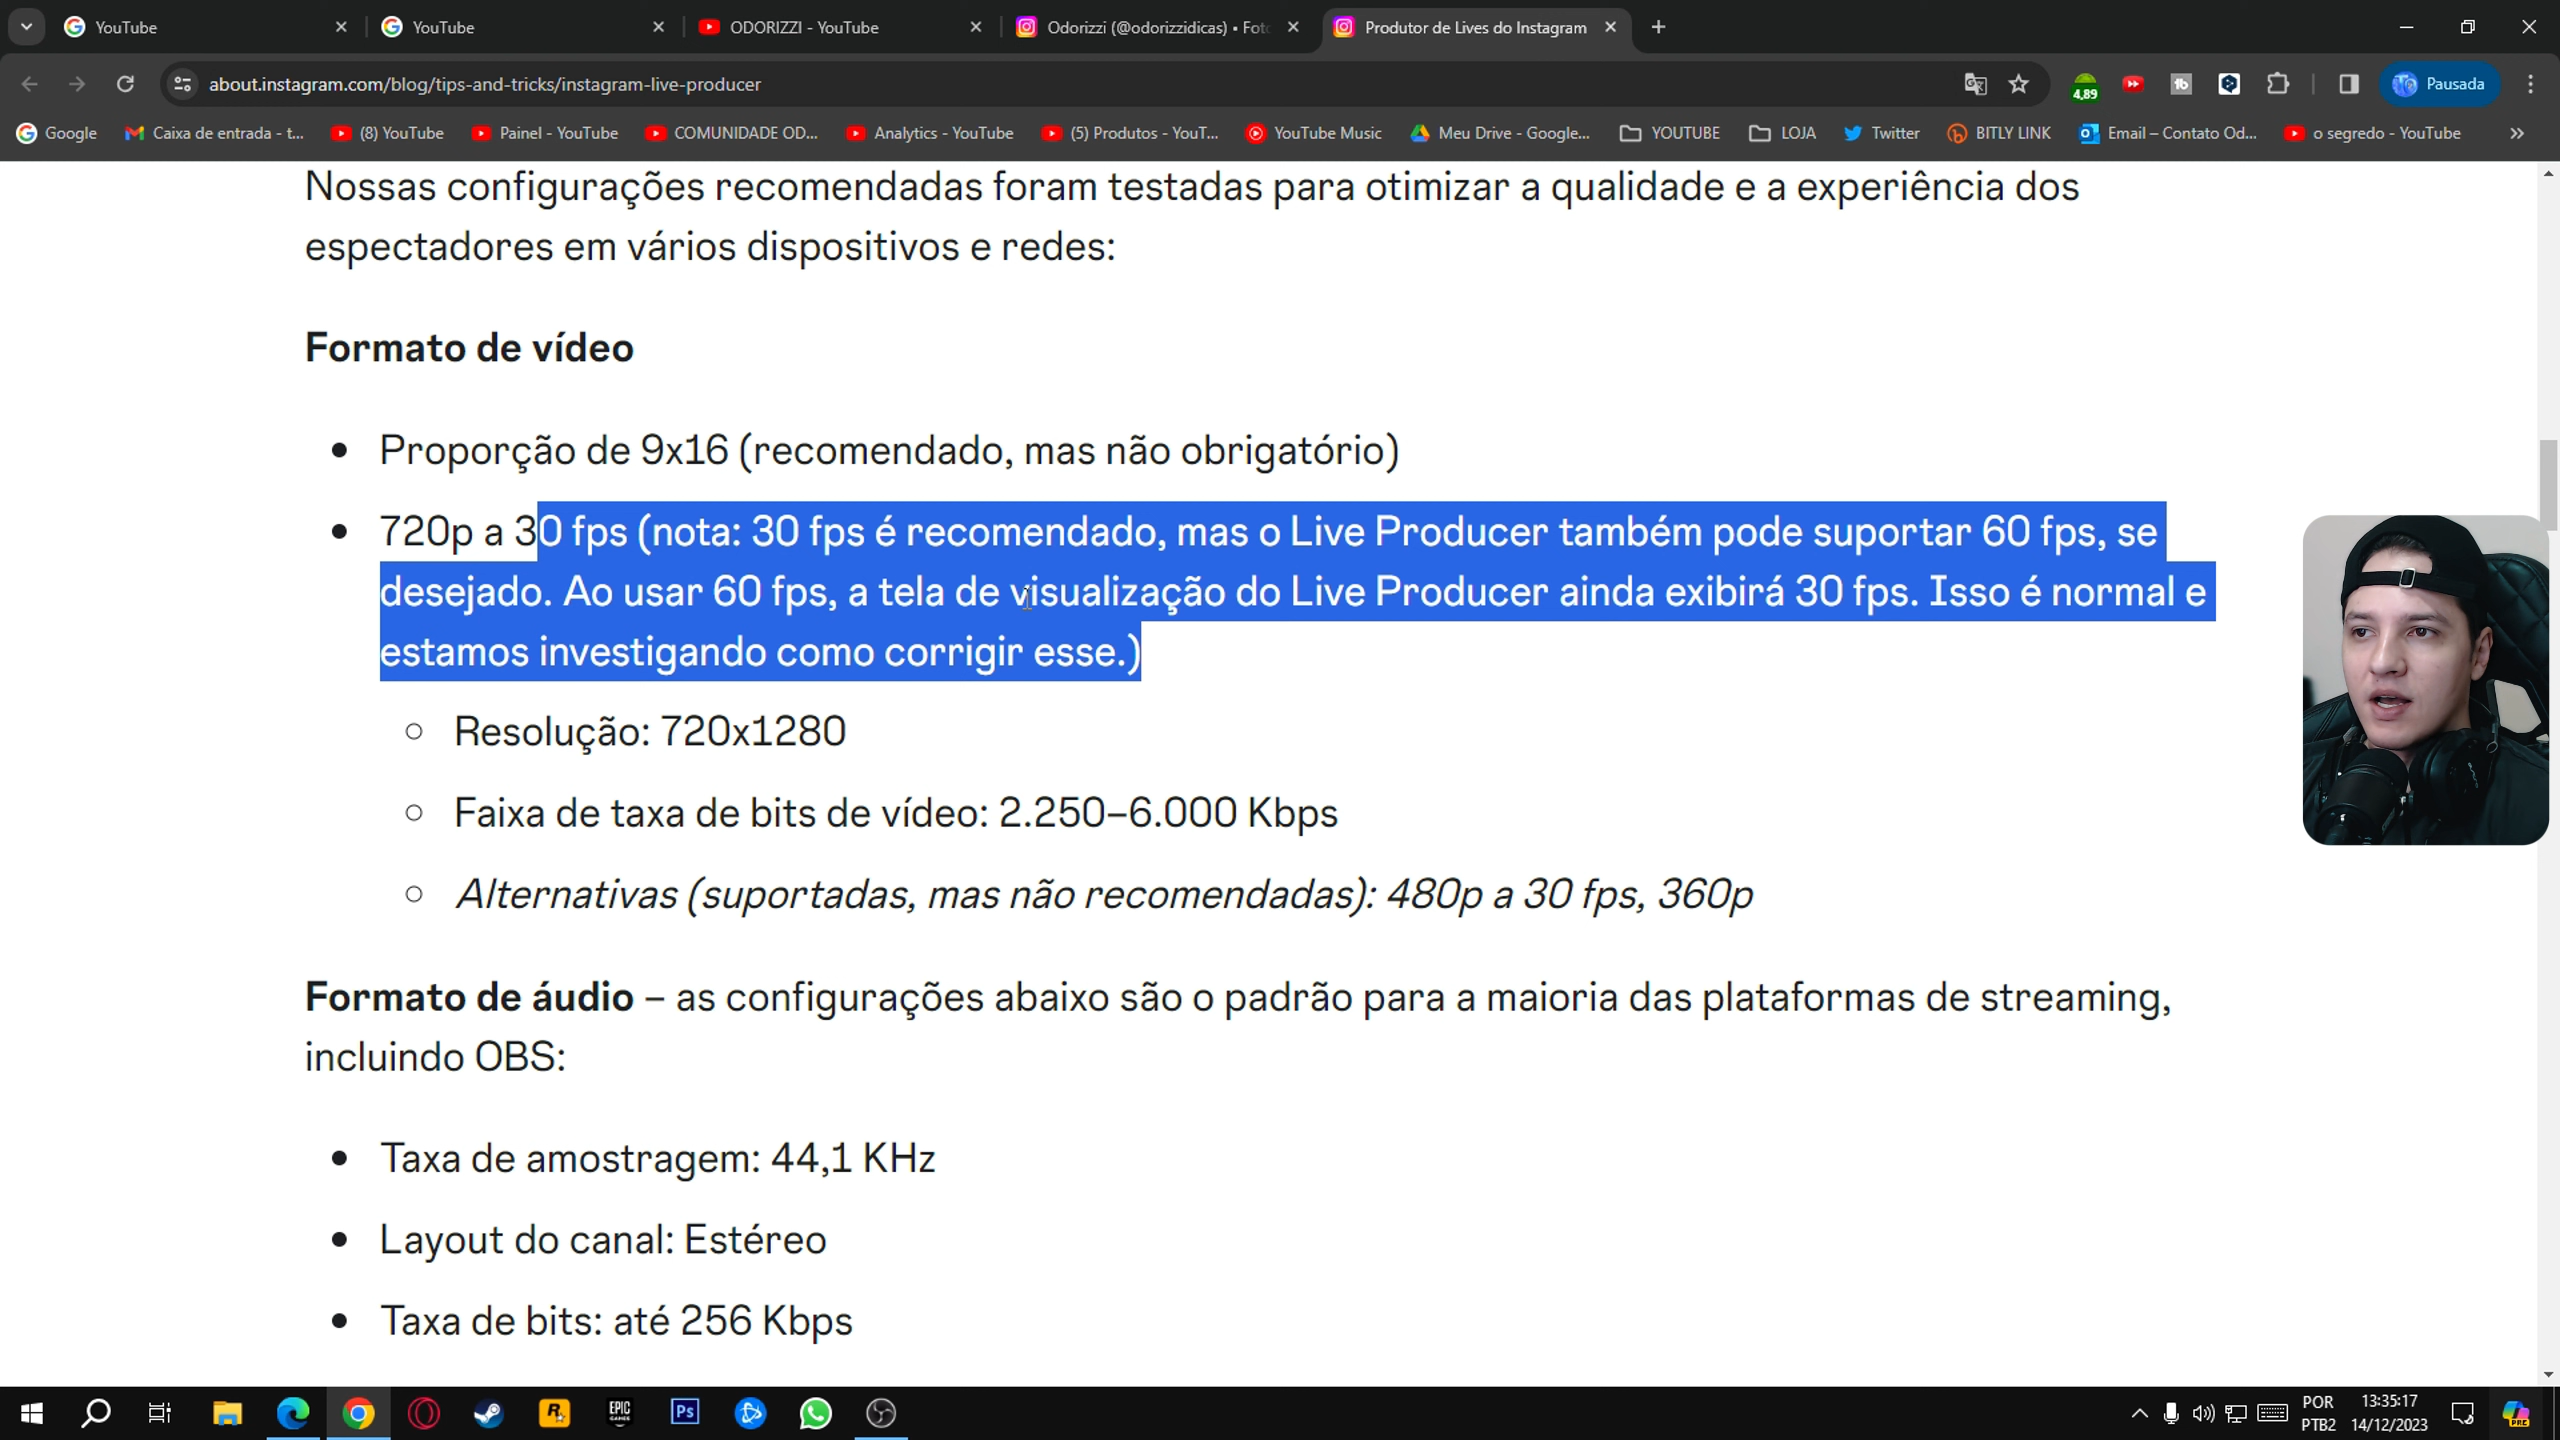 YouTube
YouTube
ODORIZZI - YouTube
Odorizzi (@odorizzidicas) • Foto
Produtor de Lives do Instagram
about.instagram.com/blog/tips-and-tricks/instagram-live-producer
4,89
Pausada
Google
Caixa de entrada - t...
(8) YouTube
Painel - YouTube
COMUNIDADE OD...
Analytics - YouTube
(5) Produtos - YouT...
YouTube Music
Meu Drive - Google...
YOUTUBE
LOJA
Twitter
BITLY LINK
Email – Contato Od...
o segredo - YouTube
Nossas configurações recomendadas foram testadas para otimizar a qualidade e a experiência dos
espectadores em vários dispositivos e redes:
Formato de vídeo
• Proporção de 9x16 (recomendado, mas não obrigatório)
• 720p a 30 fps (nota: 30 fps é recomendado, mas o Live Producer também pode suportar 60 fps, se
desejado. Ao usar 60 fps, a tela de visualização do Live Producer ainda exibirá 30 fps. Isso é normal e
estamos investigando como corrigir esse.)
Resolução: 720x1280
Faixa de taxa de bits de vídeo: 2.250–6.000 Kbps
Alternativas (suportadas, mas não recomendadas): 480p a 30 fps, 360p
Formato de áudio – as configurações abaixo são o padrão para a maioria das plataformas de streaming,
incluindo OBS:
• Taxa de amostragem: 44,1 KHz
• Layout do canal: Estéreo
• Taxa de bits: até 256 Kbps
EPIC
GAMES
Ps
POR
PTB2
13:35:17
14/12/2023
PRE